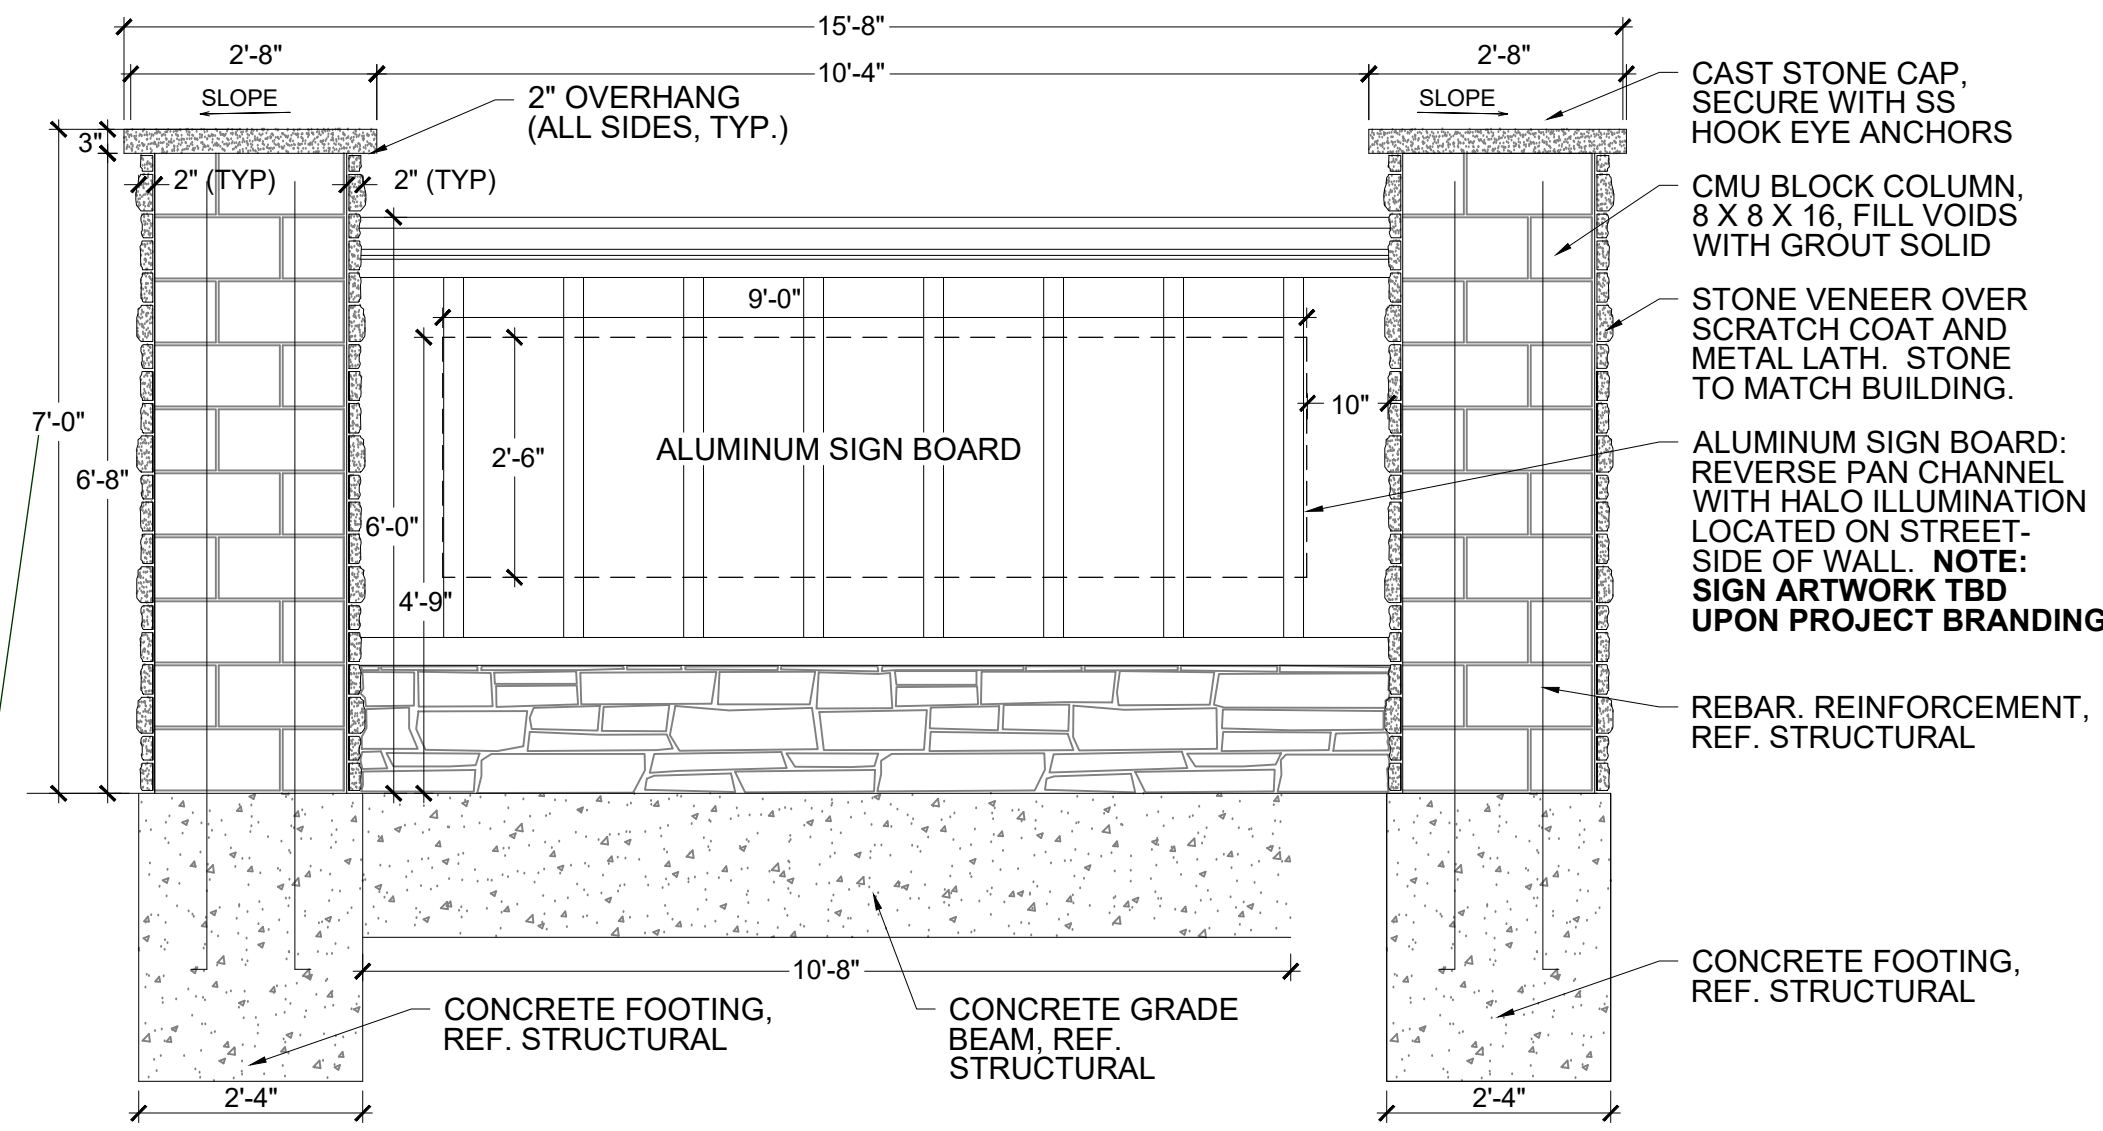 15'-8"
2'-8"
10'-4"
2'-8"
SLOPE
SLOPE
2" OVERHANG
(ALL SIDES, TYP.)
3"
2" (TYP)
2" (TYP)
9'-0"
7'-0"
6'-8"
10"
2'-6"
ALUMINUM SIGN BOARD
6'-0"
4'-9"
10'-8"
CONCRETE FOOTING,
REF. STRUCTURAL
CONCRETE GRADE
BEAM, REF.
STRUCTURAL
2'-4"
2'-4"
CAST STONE CAP,
SECURE WITH SS
HOOK EYE ANCHORS
CMU BLOCK COLUMN,
8 X 8 X 16, FILL VOIDS
WITH GROUT SOLID
STONE VENEER OVER
SCRATCH COAT AND
METAL LATH. STONE
TO MATCH BUILDING.
ALUMINUM SIGN BOARD:
REVERSE PAN CHANNEL
WITH HALO ILLUMINATION
LOCATED ON STREET-
SIDE OF WALL. NOTE:
SIGN ARTWORK TBD
UPON PROJECT BRANDING
REBAR. REINFORCEMENT,
REF. STRUCTURAL
CONCRETE FOOTING,
REF. STRUCTURAL